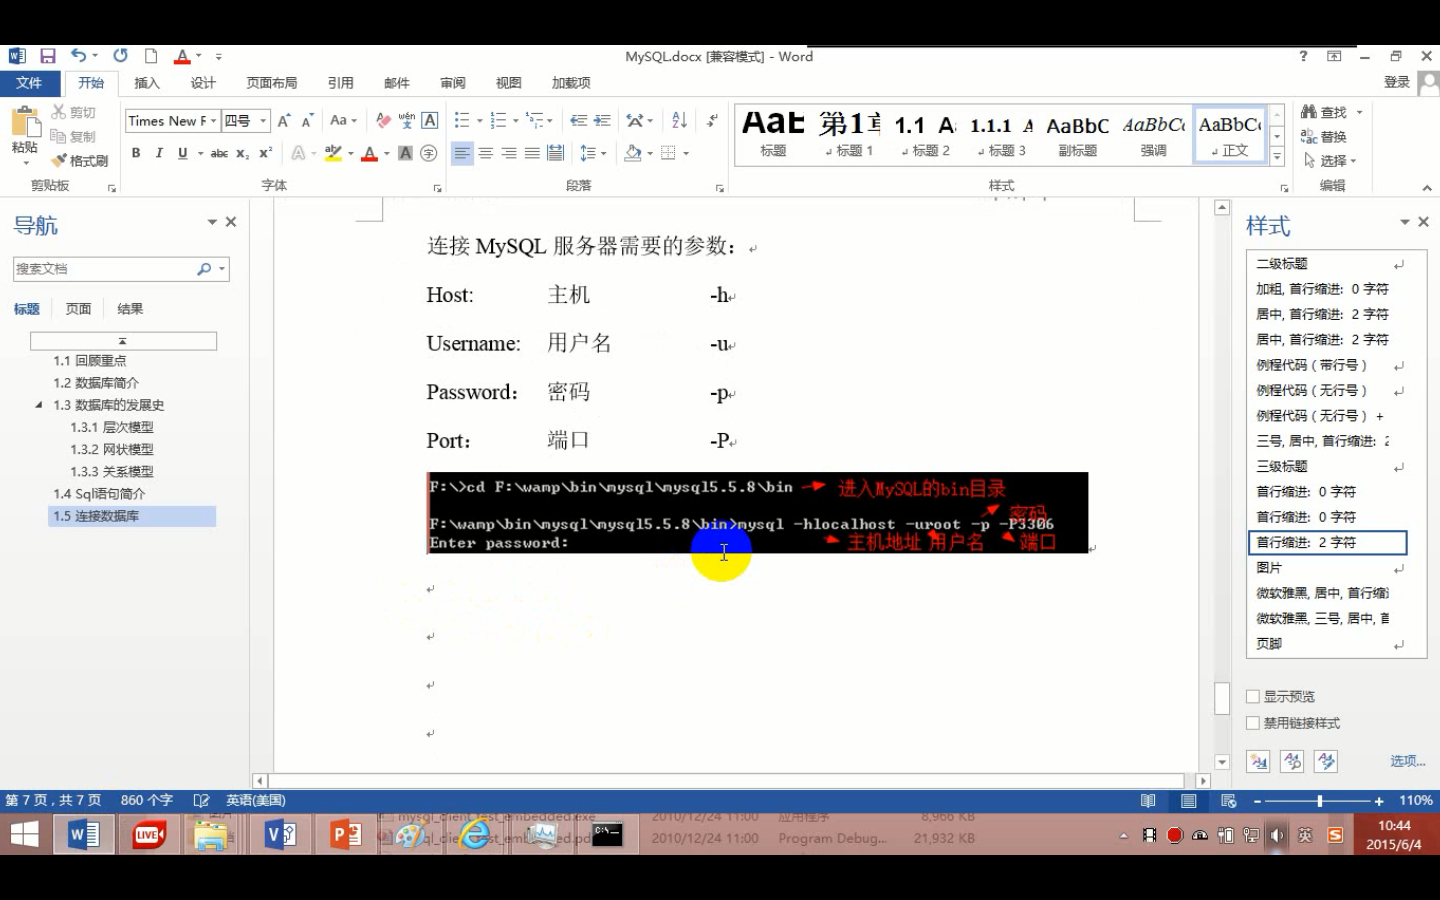 MySQL.docx [兼容模式] - Word
登录
文件 开始 插入 设计 页面布局 引用 邮件 审阅 视图 加载项
粘贴 剪切 复制 格式刷
Times New F 四号
剪贴板 字体 段落 样式 编辑
AaB 第1章 1.1 Aa 1.1.1 A AaBbC AaBbCc AaBbCc
标题 标题 1 标题 2 标题 3 副标题 强调 正文
查找
替换
选择
导航
搜索文档
标题 页面 结果
1.1 回顾重点
1.2 数据库简介
1.3 数据库的发展史
1.3.1 层次模型
1.3.2 网状模型
1.3.3 关系模型
1.4 Sql语句简介
1.5 连接数据库
连接 MySQL 服务器需要的参数：
Host: 主机 -h
Username: 用户名 -u
Password： 密码 -p
Port： 端口 -P
F:\>cd F:\wamp\bin\mysql\mysql5.5.8\bin 进入MySQL的bin目录
密码
F:\wamp\bin\mysql\mysql5.5.8\bin>mysql -hlocalhost -uroot -p -P3306
Enter password: 主机地址 用户名 端口
样式
二级标题
加粗, 首行缩进: 0 字符
居中, 首行缩进: 2 字符
居中, 首行缩进: 2 字符
例程代码（带行号）
例程代码（无行号）
例程代码（无行号） +
三号, 居中, 首行缩进: 2
三级标题
首行缩进: 0 字符
首行缩进: 0 字符
首行缩进: 2 字符
图片
微软雅黑, 居中, 首行缩
微软雅黑, 三号, 居中, 首
页脚
显示预览
禁用链接样式
选项...
第 7 页, 共 7 页 860 个字 英语(美国) 110%
mysql_client_test_embedded.exe 2010/12/24 11:00 应用程序 8,966 KB
2010/12/24 11:00 Program Debug... 21,932 KB
LIVE
英
10:44
2015/6/4